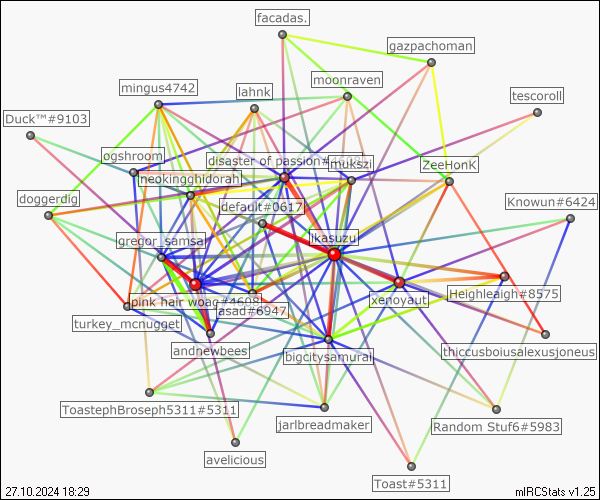 facadas.
gazpachoman
moonraven
mingus4742
lahnk
tescoroll
Duck™#9103
ogshroom
disaster of passion#
mukszi
ZeeHonK
neokingghidorah
doggerdig
default#0617
Knowun#6424
gregor_samsa
ikasuzu
pink hair woag#4608
asad#6947
xenoyaut
Heighleaigh#8575
turkey_mcnugget
andnewbees
bigcitysamurai
thiccusboiusalexusjoneus
ToastephBroseph5311#5311
jarlbreadmaker
Random Stuf6#5983
avelicious
Toast#5311
27.10.2024 18:29
mIRCStats v1.25